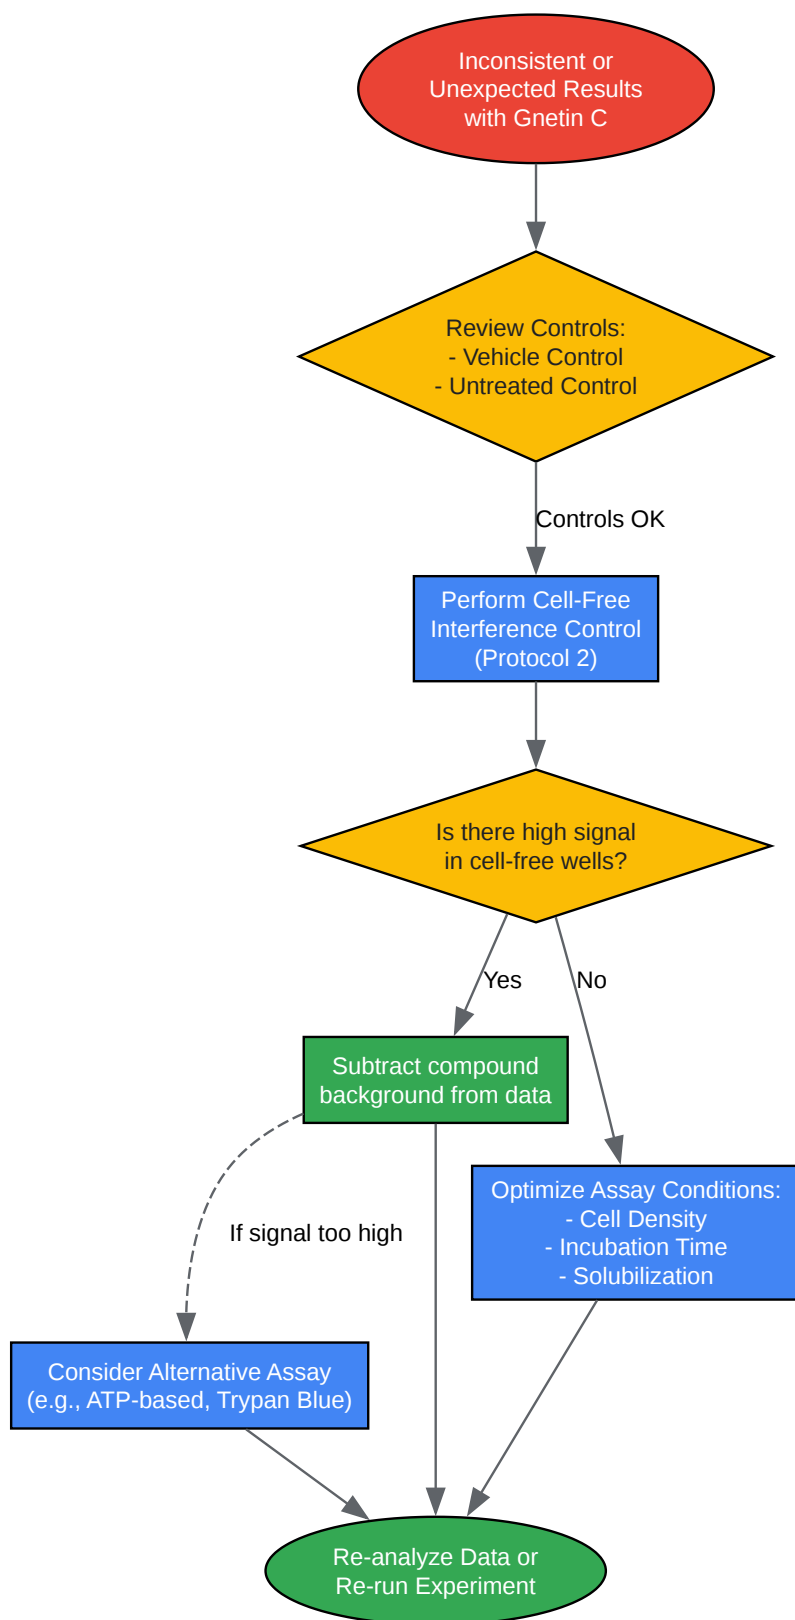 Inconsistent or
Unexpected Results
with Gnetin C
Review Controls:
- Vehicle Control
- Untreated Control
Controls OK
Perform Cell-Free
Interference Control
(Protocol 2)
Is there high signal
in cell-free wells?
Yes
No
Subtract compound
background from data
Optimize Assay Conditions:
- Cell Density
- Incubation Time
- Solubilization
If signal too high
Consider Alternative Assay
(e.g., ATP-based, Trypan Blue)
Re-analyze Data or
Re-run Experiment